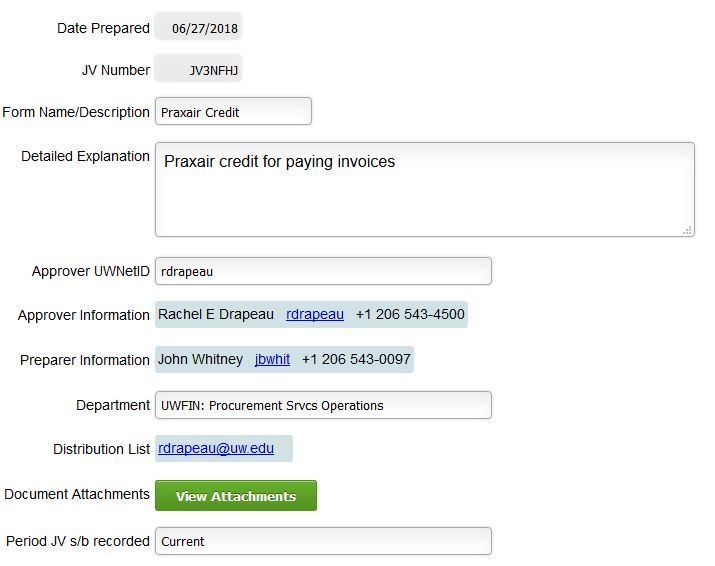 Date Prepared 06/27/2018
JV Number JV3NFHJ
Form Name/Description Praxair Credit
Detailed Explanation Praxair credit for paying invoices
Approver UWNetID rdrapeau
Approver Information Rachel E Drapeau rdrapeau +1 206 543-4500
Preparer Information John Whitney jbwhit +1 206 543-0097
Department UWFIN: Procurement Srvcs Operations
Distribution List rdrapeau@uw.edu
Document Attachments View Attachments
Period JV s/b recorded Current